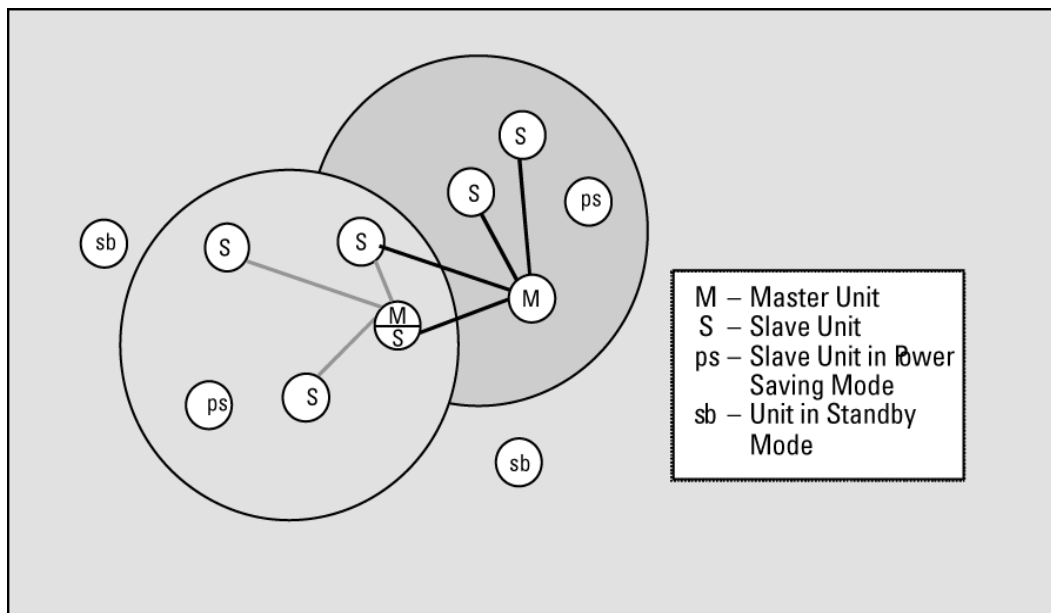 S
S
ps
sb
S
S
M
M
S
ps
S
sb
M – Master Unit
S – Slave Unit
ps – Slave Unit in Power
Saving Mode
sb – Unit in Standby
Mode